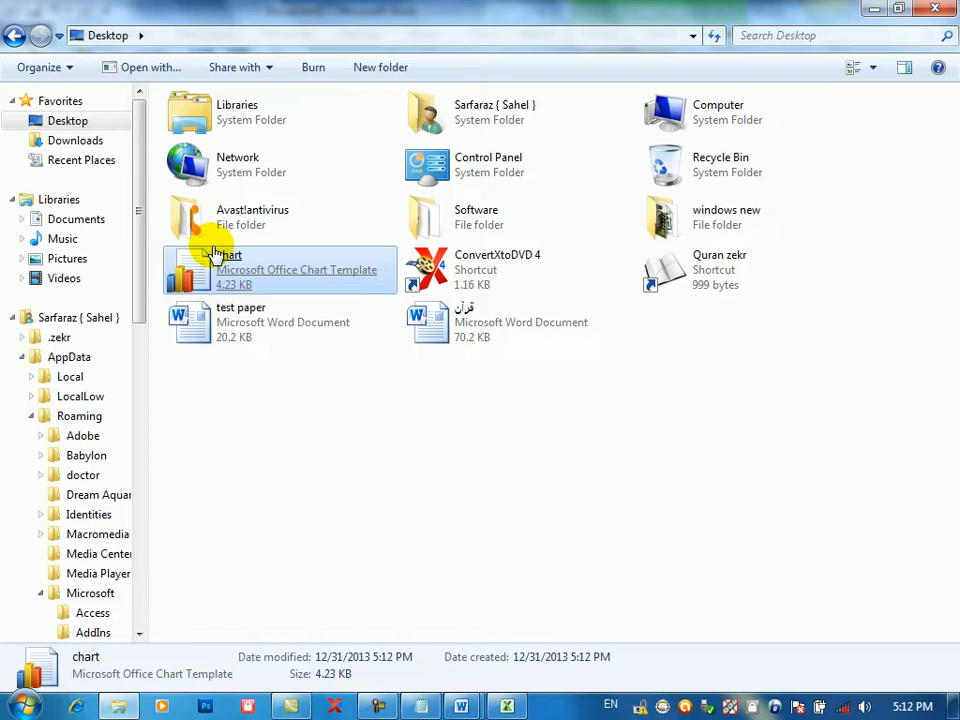 Desktop
Search Desktop
Organize
Open with...
Share with
Burn
New folder
Favorites
Desktop
Downloads
Recent Places
Libraries
Documents
Music
Pictures
Videos
Sarfaraz { Sahel }
.zekr
AppData
Local
LocalLow
Roaming
Adobe
Babylon
doctor
Dream Aquar
Identities
Macromedia
Media Cente
Media Player
Microsoft
Access
AddIns
Libraries
System Folder
Sarfaraz { Sahel }
System Folder
Computer
System Folder
Network
System Folder
Control Panel
System Folder
Recycle Bin
System Folder
Avast!antivirus
File folder
Software
File folder
windows new
File folder
chart
Microsoft Office Chart Template
4.23 KB
ConvertXtoDVD 4
Shortcut
1.16 KB
Quran zekr
Shortcut
999 bytes
test paper
Microsoft Word Document
20.2 KB
قرآن
Microsoft Word Document
70.2 KB
chart
Microsoft Office Chart Template
Date modified: 12/31/2013 5:12 PM
Size: 4.23 KB
Date created: 12/31/2013 5:12 PM
EN
5:12 PM